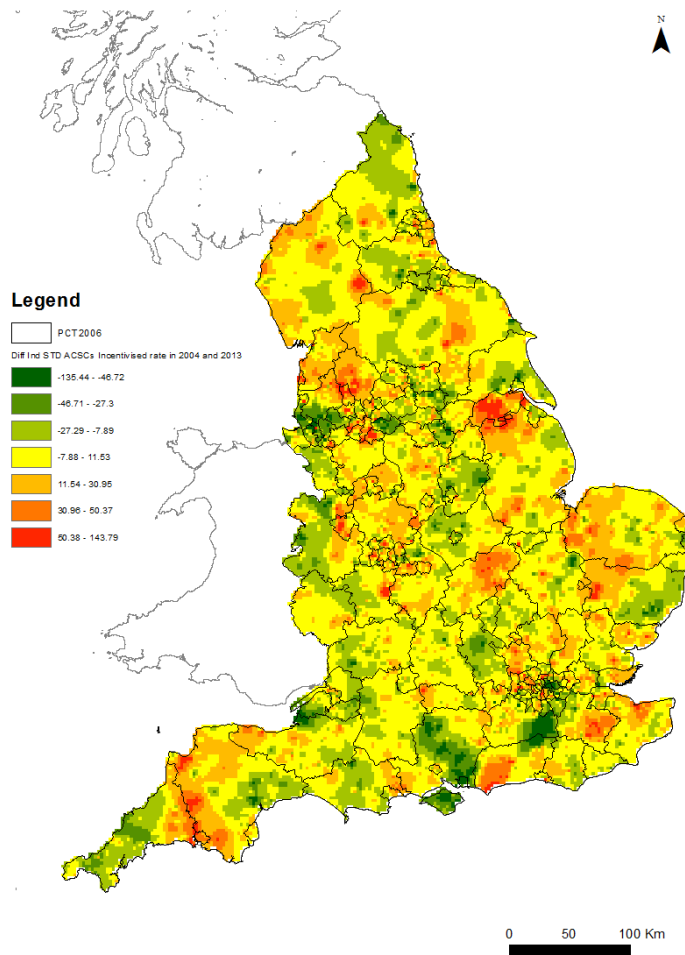 N
Legend
PCT2006
Diff Ind STD ACSCs Incentivised rate in 2004 and 2013
-135.44 - -46.72
-46.71 - -27.3
-27.29 - -7.89
-7.88 - 11.53
11.54 - 30.95
30.96 - 50.37
50.38 - 143.79
0 50 100 Km